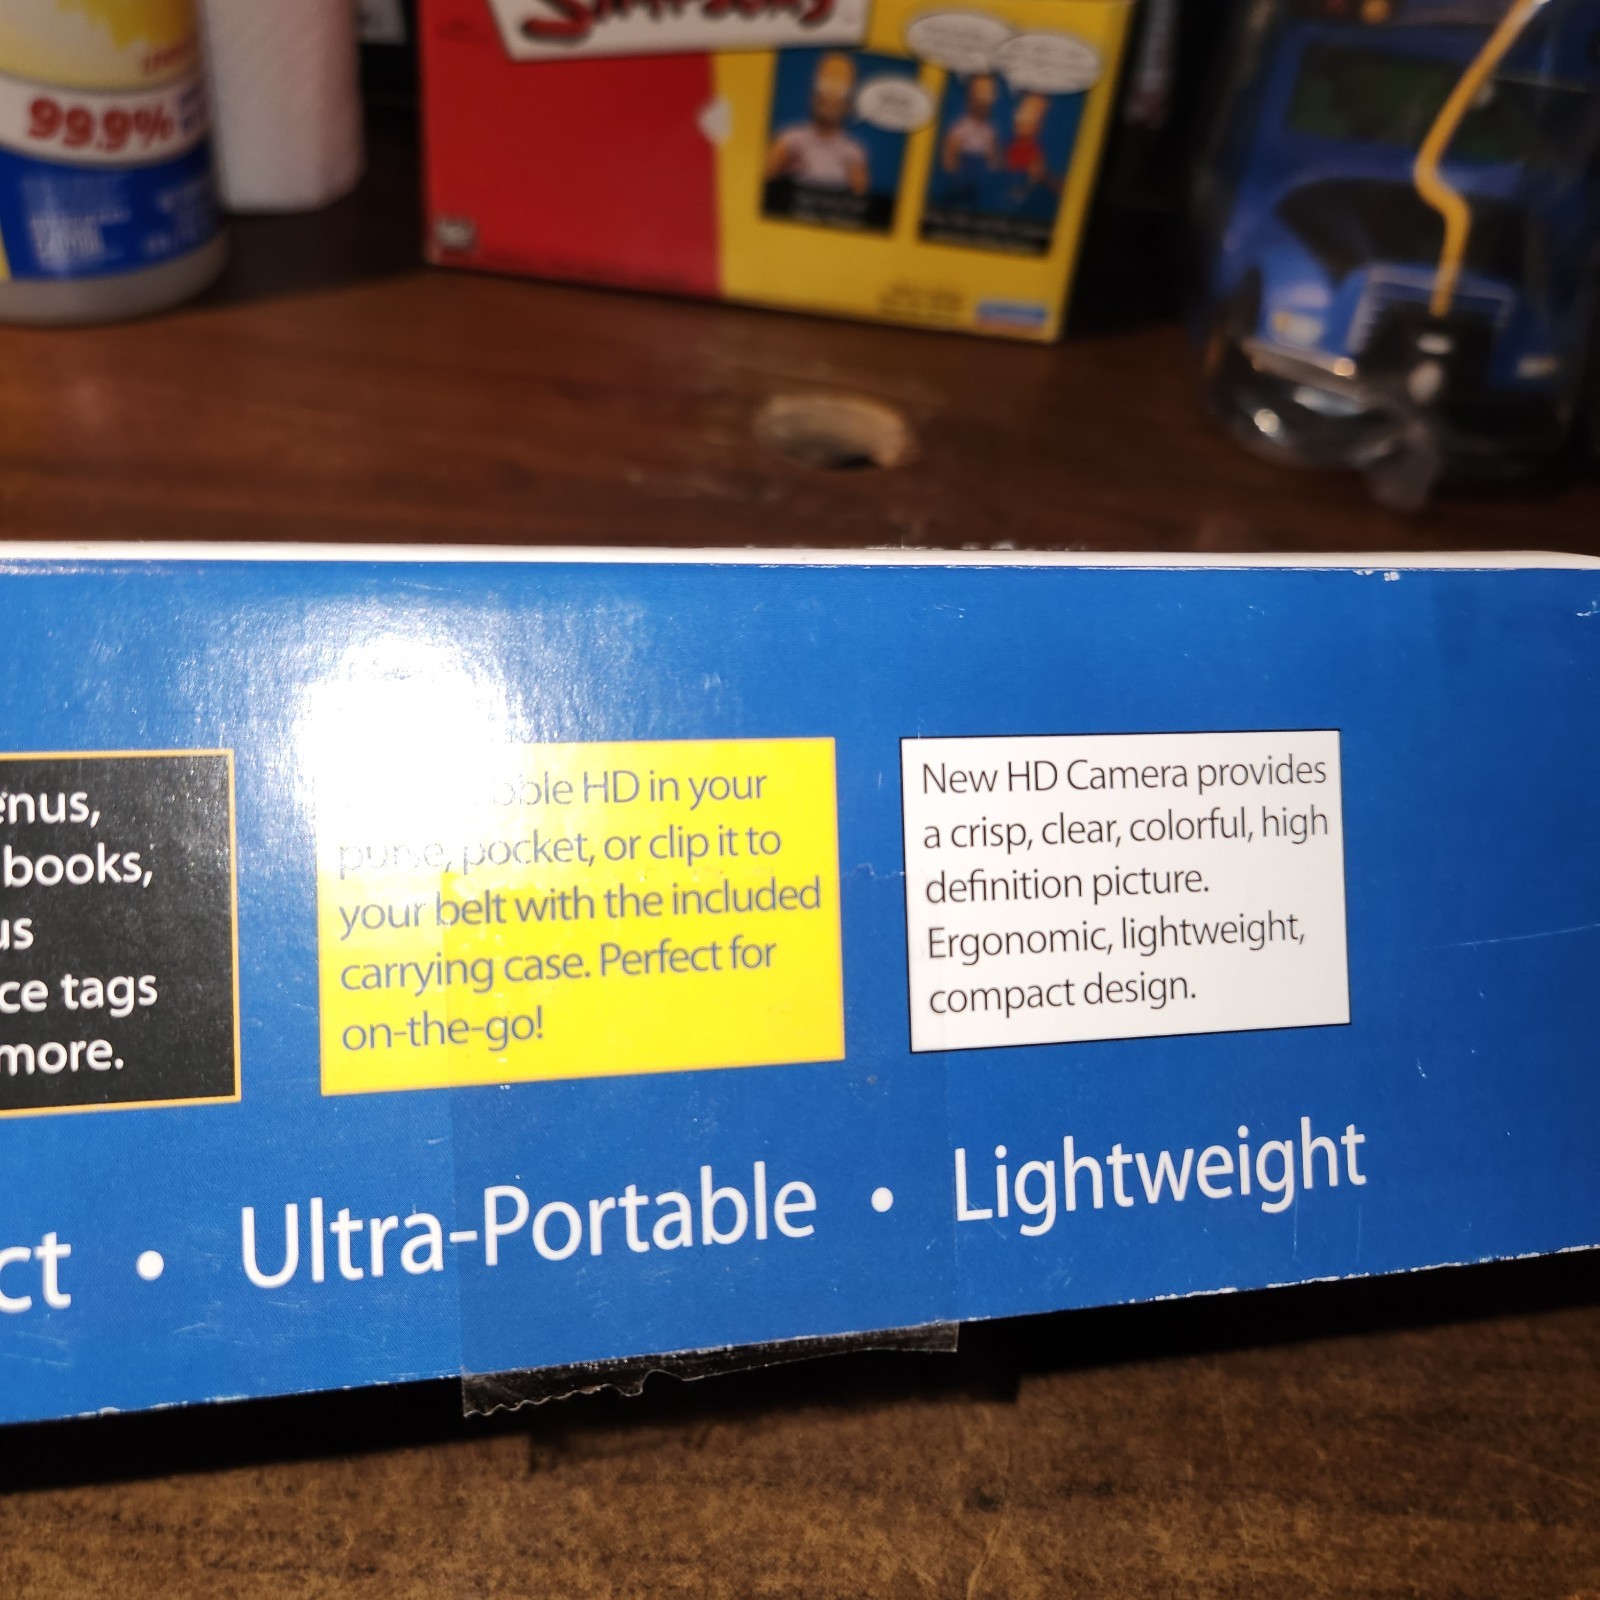 Simpsons
99.9%
enus,
books,
us
ce tags
more.
HD in your
purse, pocket, or clip it to
your belt with the included
carrying case. Perfect for
on-the-go!
New HD Camera provides
a crisp, clear, colorful, high
definition picture.
Ergonomic, lightweight,
compact design.
ct • Ultra-Portable • Lightweight